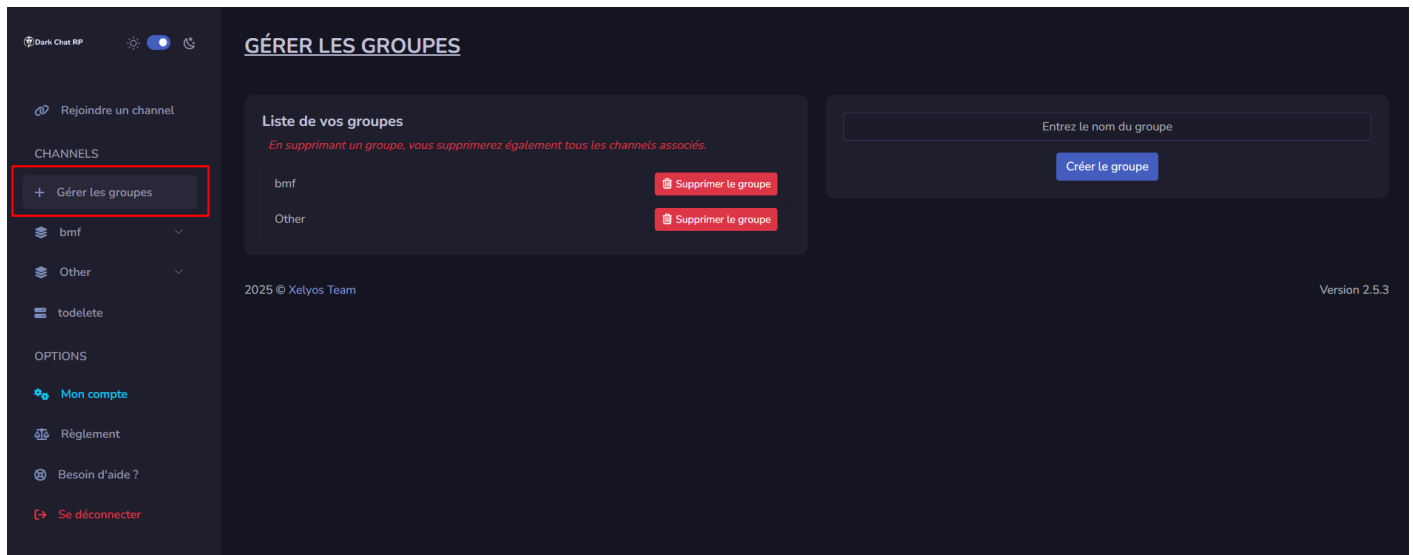 Dark Chat RP
Rejoindre un channel
CHANNELS
Gérer les groupes
bmf
Other
todelete
OPTIONS
Mon compte
Règlement
Besoin d'aide ?
Se déconnecter
GÉRER LES GROUPES
Liste de vos groupes
En supprimant un groupe, vous supprimerez également tous les channels associés.
bmf Supprimer le groupe
Other Supprimer le groupe
Entrez le nom du groupe
Créer le groupe
2025 © Xelyos Team
Version 2.5.3